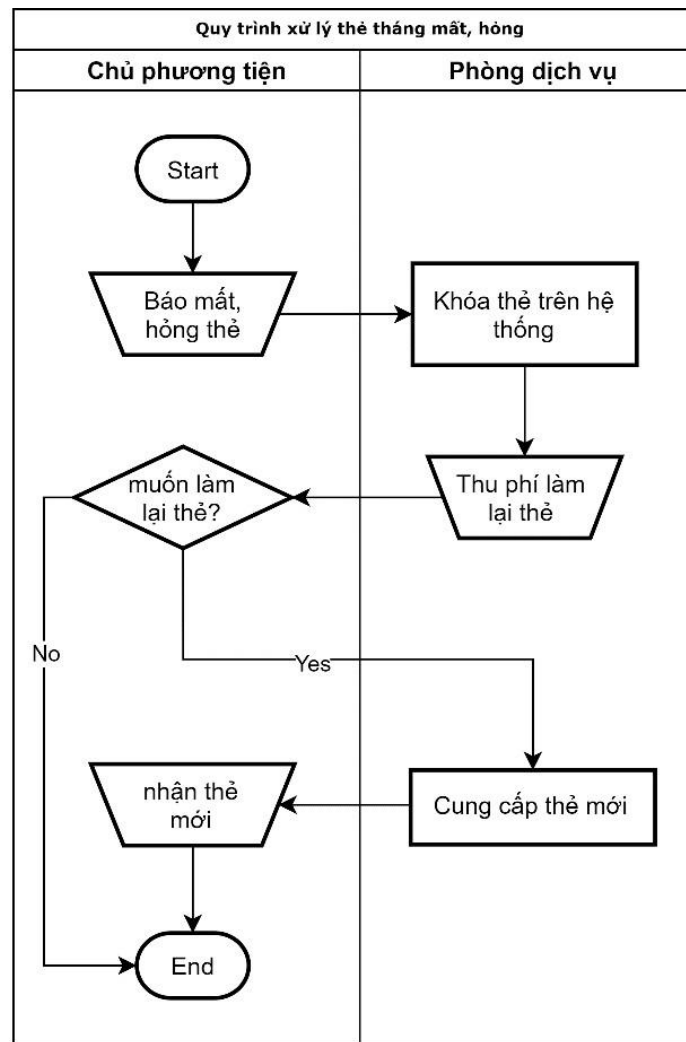 Quy trình xử lý thẻ tháng mất, hỏng
Chủ phương tiện
Phòng dịch vụ
Start
Báo mất,
hỏng thẻ
Khóa thẻ trên hệ
thống
muốn làm
lại thẻ?
Thu phí làm
lại thẻ
No
Yes
nhận thẻ
mới
Cung cấp thẻ mới
End